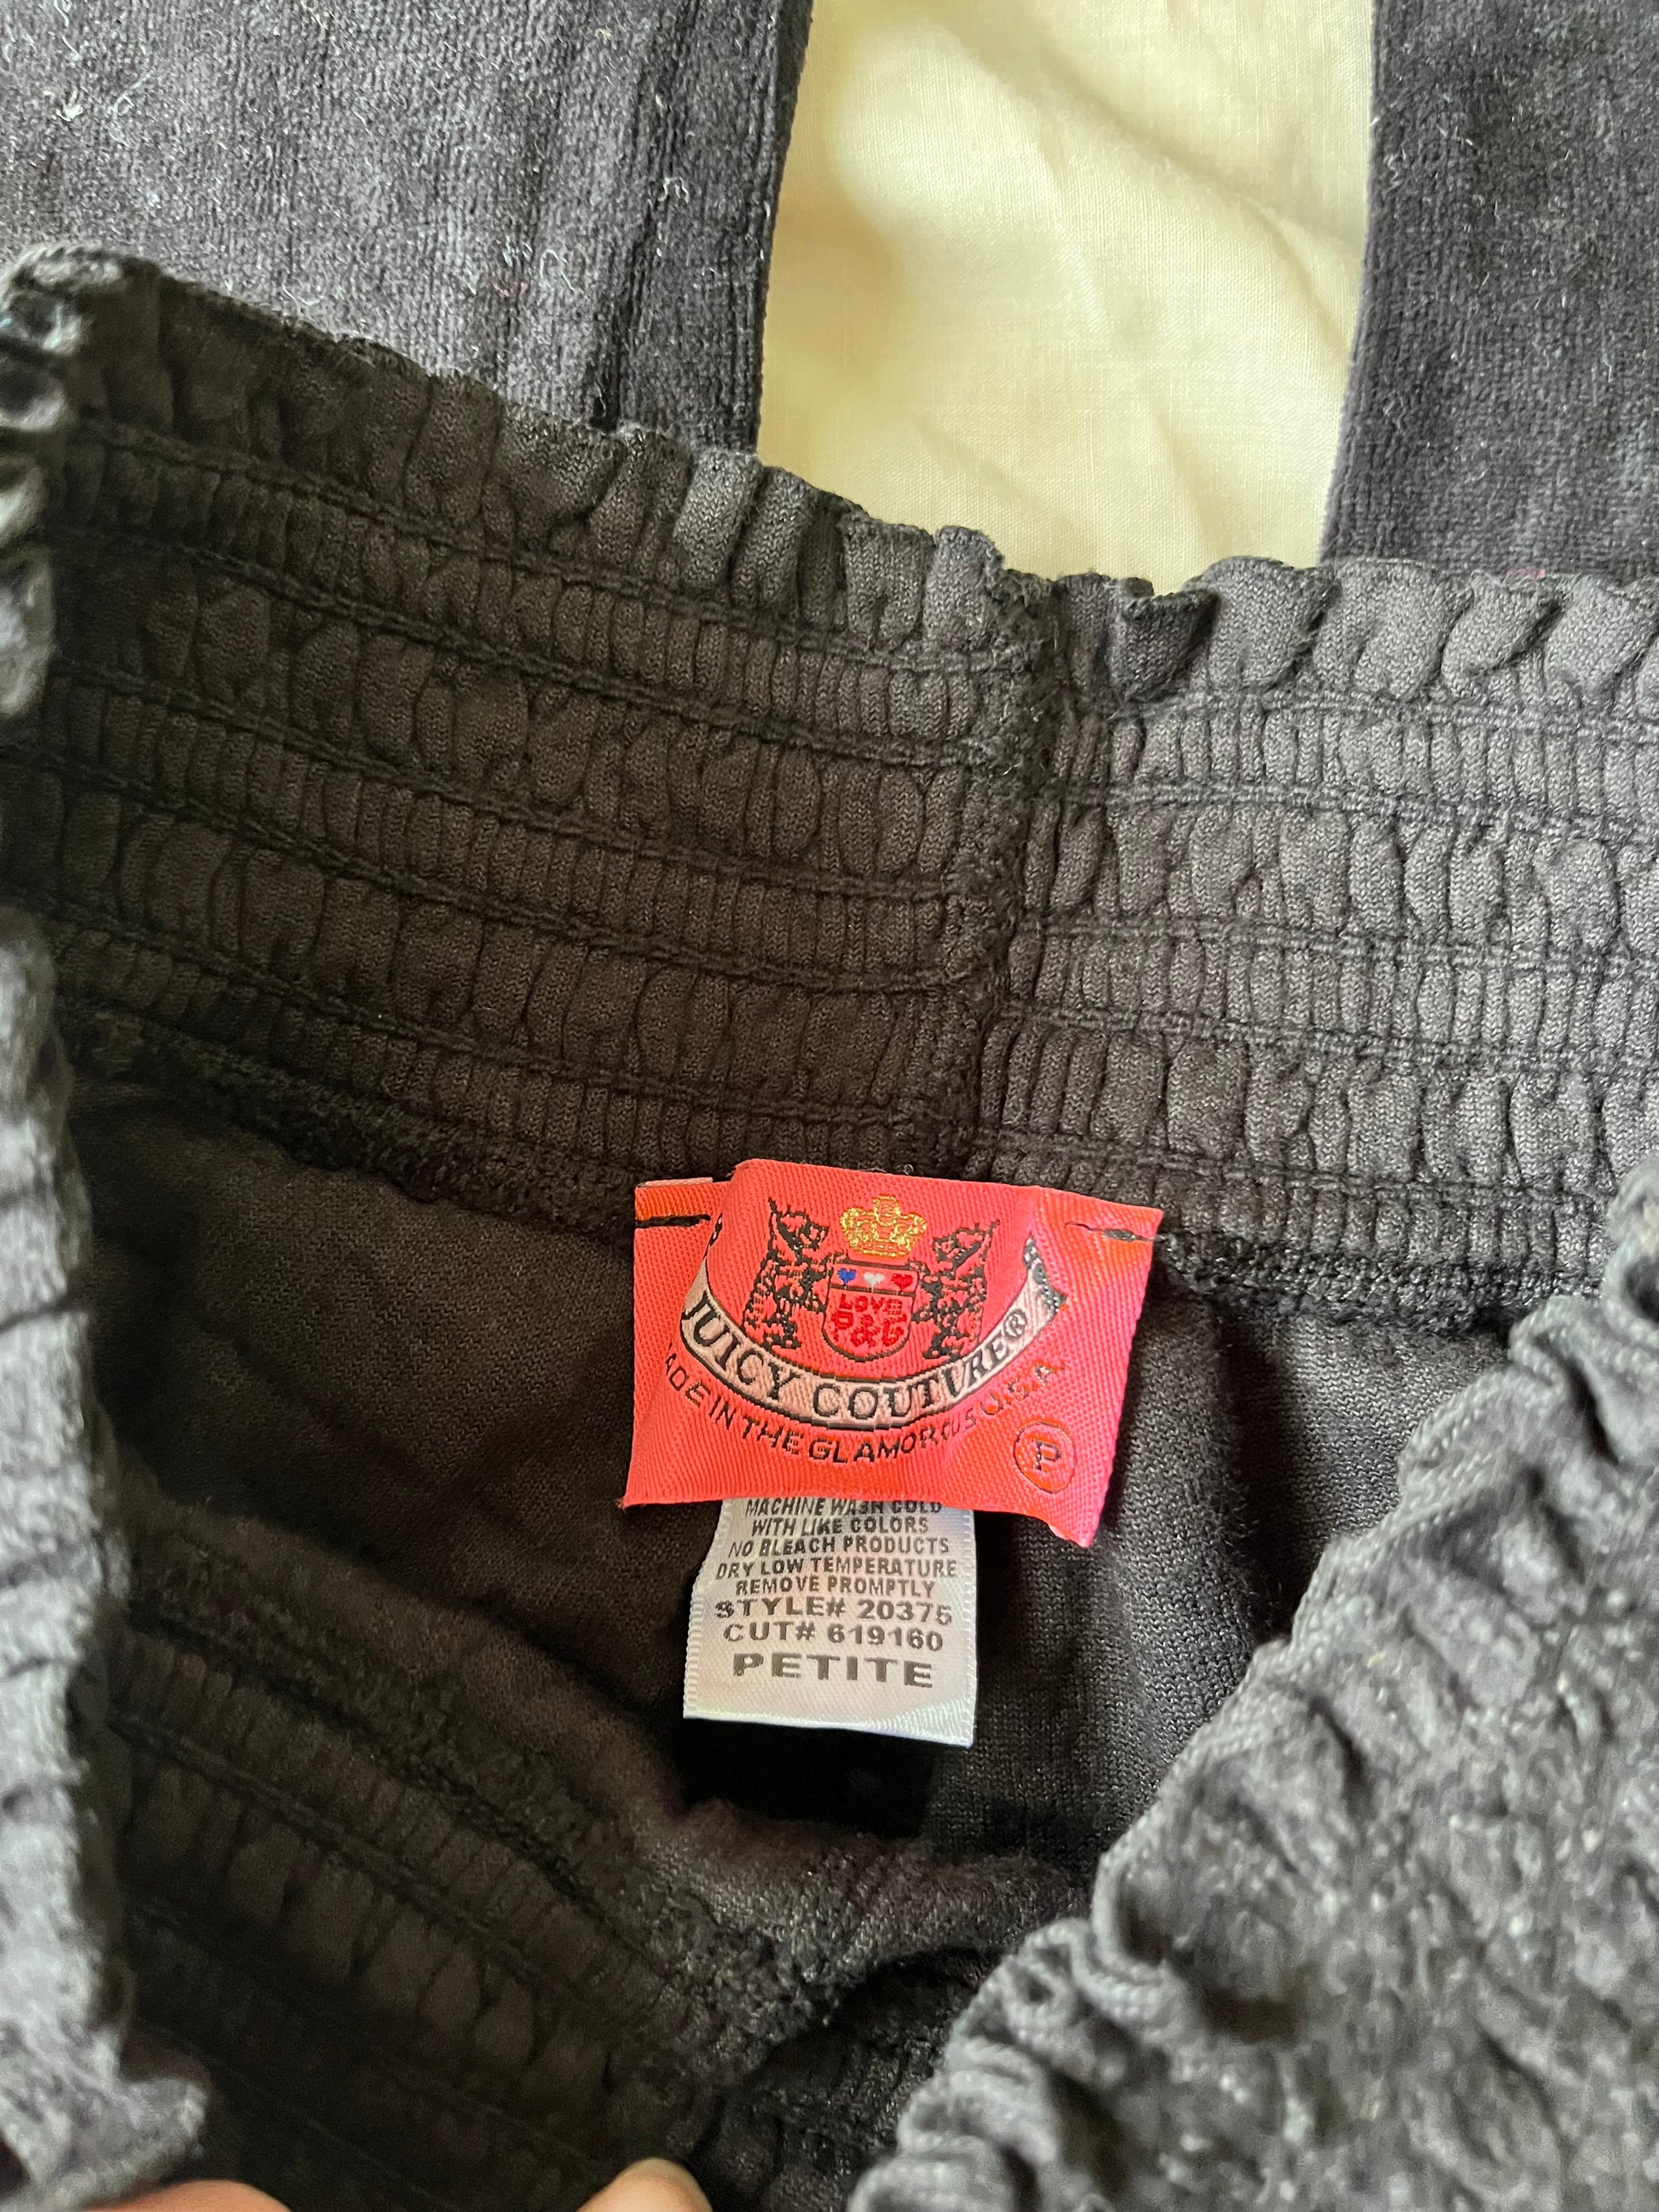 LOVE
P&G
JUICY COUTURE®
ADE IN THE GLAMOROUS U.S.A.
P
MACHINE WASH COLD
WITH LIKE COLORS
NO BLEACH PRODUCTS
DRY LOW TEMPERATURE
REMOVE PROMPTLY
STYLE# 20375
CUT# 619160
PETITE